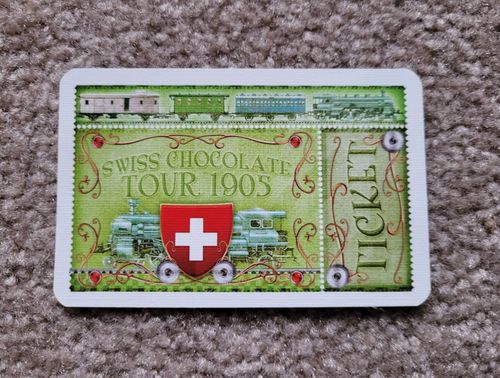 SWISS CHOCOLATE
TOUR 1905
TICKET